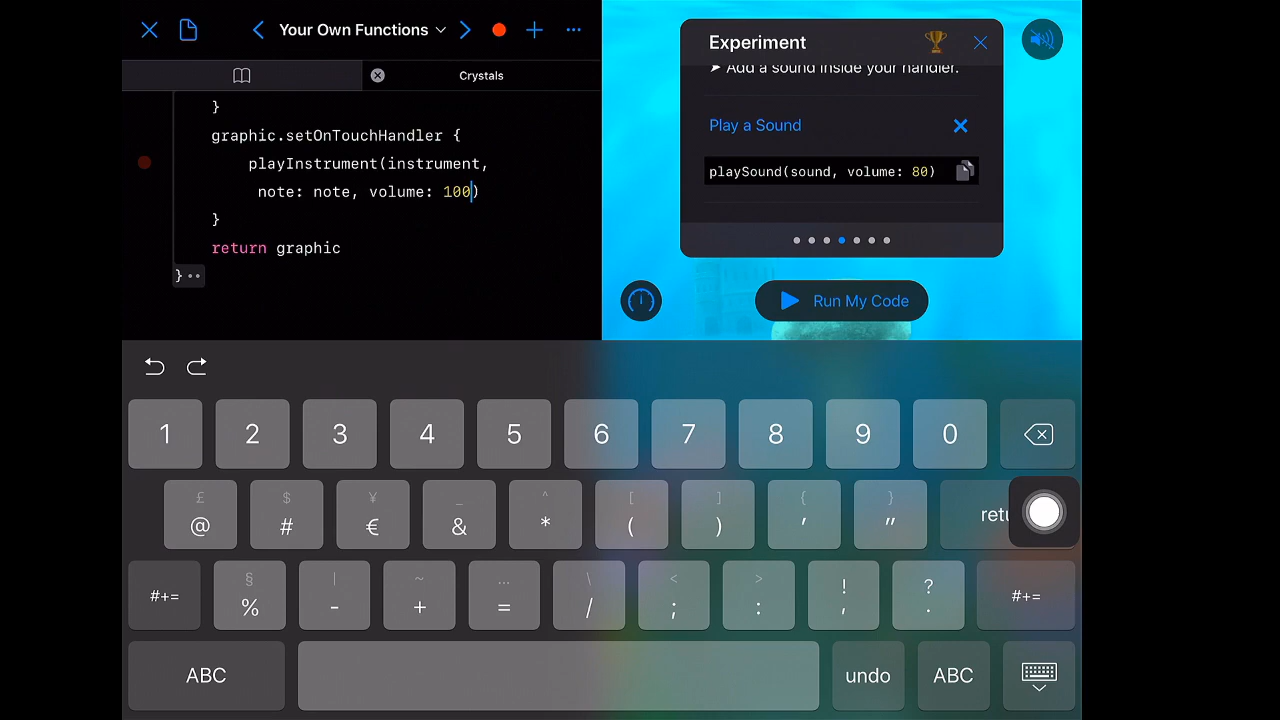 Your Own Functions
Crystals
}
graphic.setOnTouchHandler {
playInstrument(instrument,
note: note, volume: 100)
}
return graphic
}
Experiment
➤ Add a sound inside your handler.
Play a Sound
playSound(sound, volume: 80)
Run My Code
1 2 3 4 5 6 7 8 9 0
£ $ ¥ _ ^ [ ] { }
@ # € & * ( ) ' " retu
§ | ~ … \ < > ! ?
#+= % - + = / ; : , . #+=
ABC undo ABC